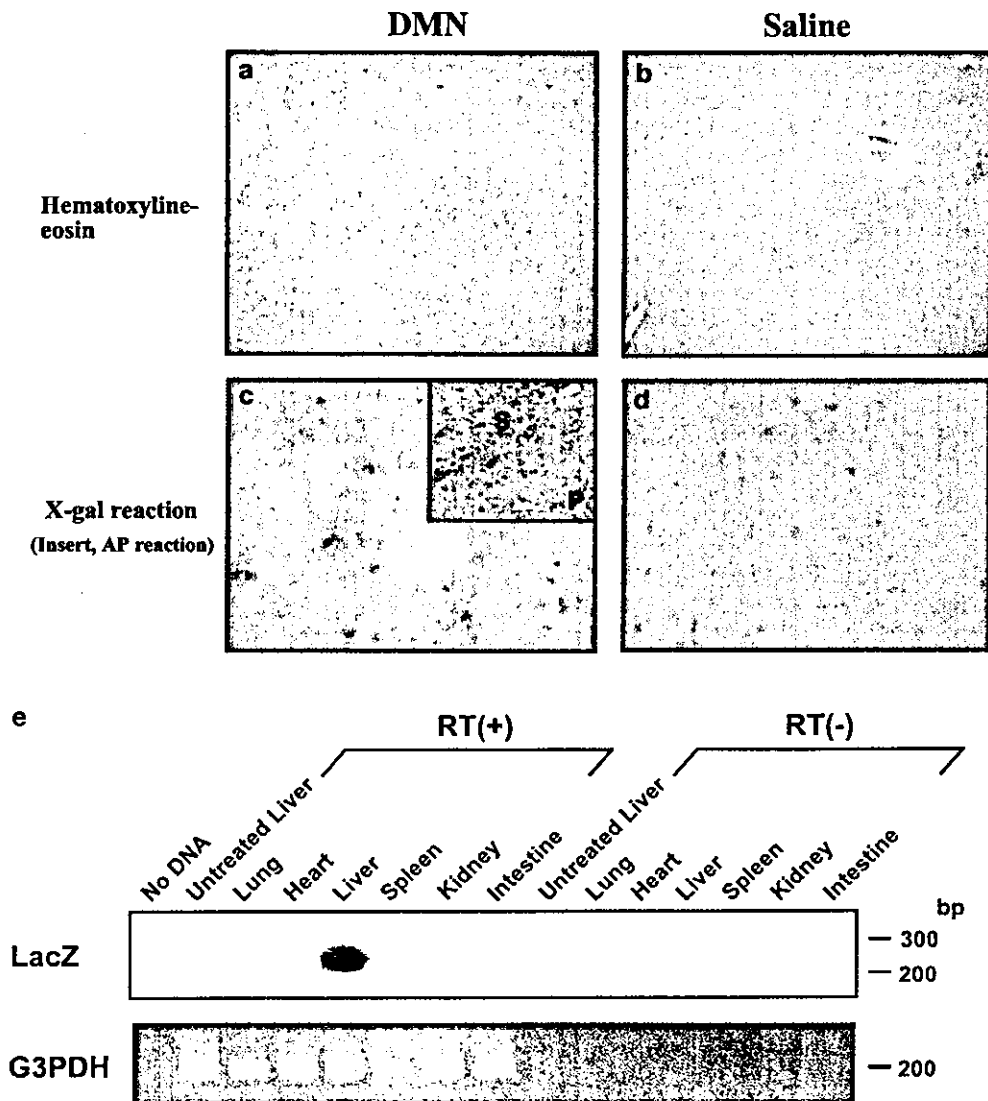 DMN
Saline
a
b
Hematoxyline-
eosin
c
S
P
d
X-gal reaction
(Insert, AP reaction)
e
RT(+)
RT(-)
No DNA
Untreated Liver
Lung
Heart
Liver
Spleen
Kidney
Intestine
Untreated Liver
Lung
Heart
Liver
Spleen
Kidney
Intestine
bp
LacZ
300
200
G3PDH
200